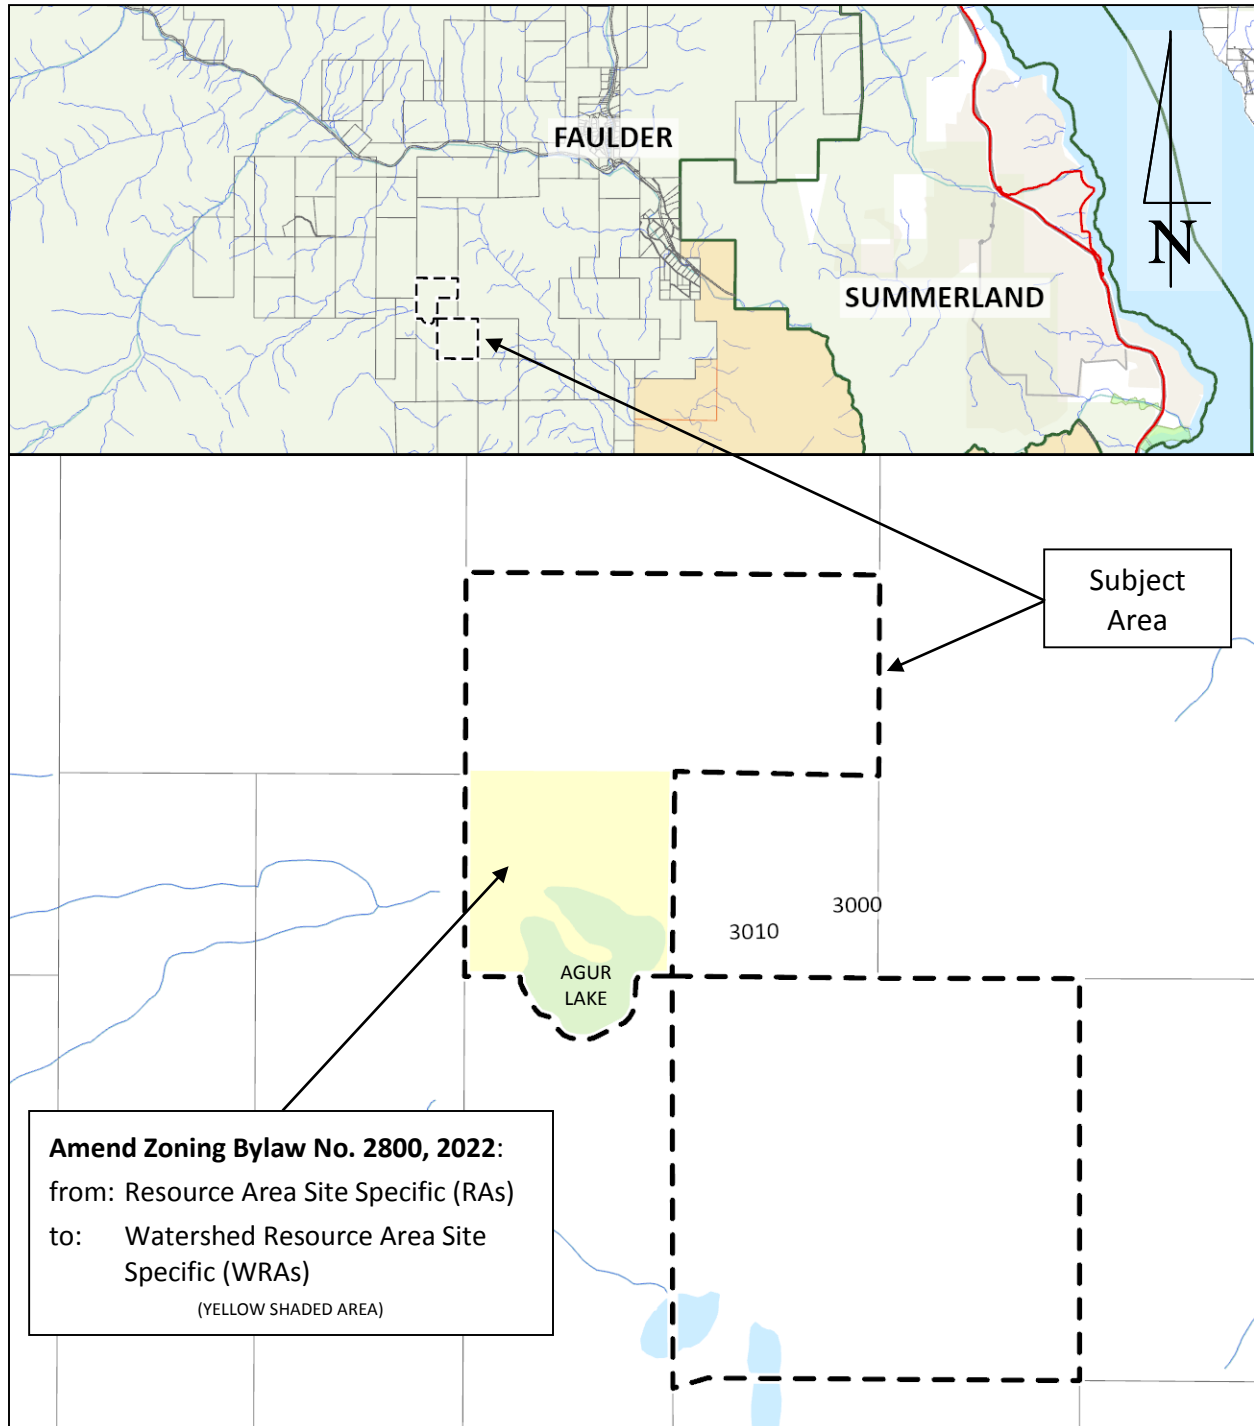 FAULDER
N
SUMMERLAND
Subject
Area
3000
3010
AGUR
LAKE
Amend Zoning Bylaw No. 2800, 2022:
from: Resource Area Site Specific (RAs)
to: Watershed Resource Area Site
Specific (WRAs)
(YELLOW SHADED AREA)